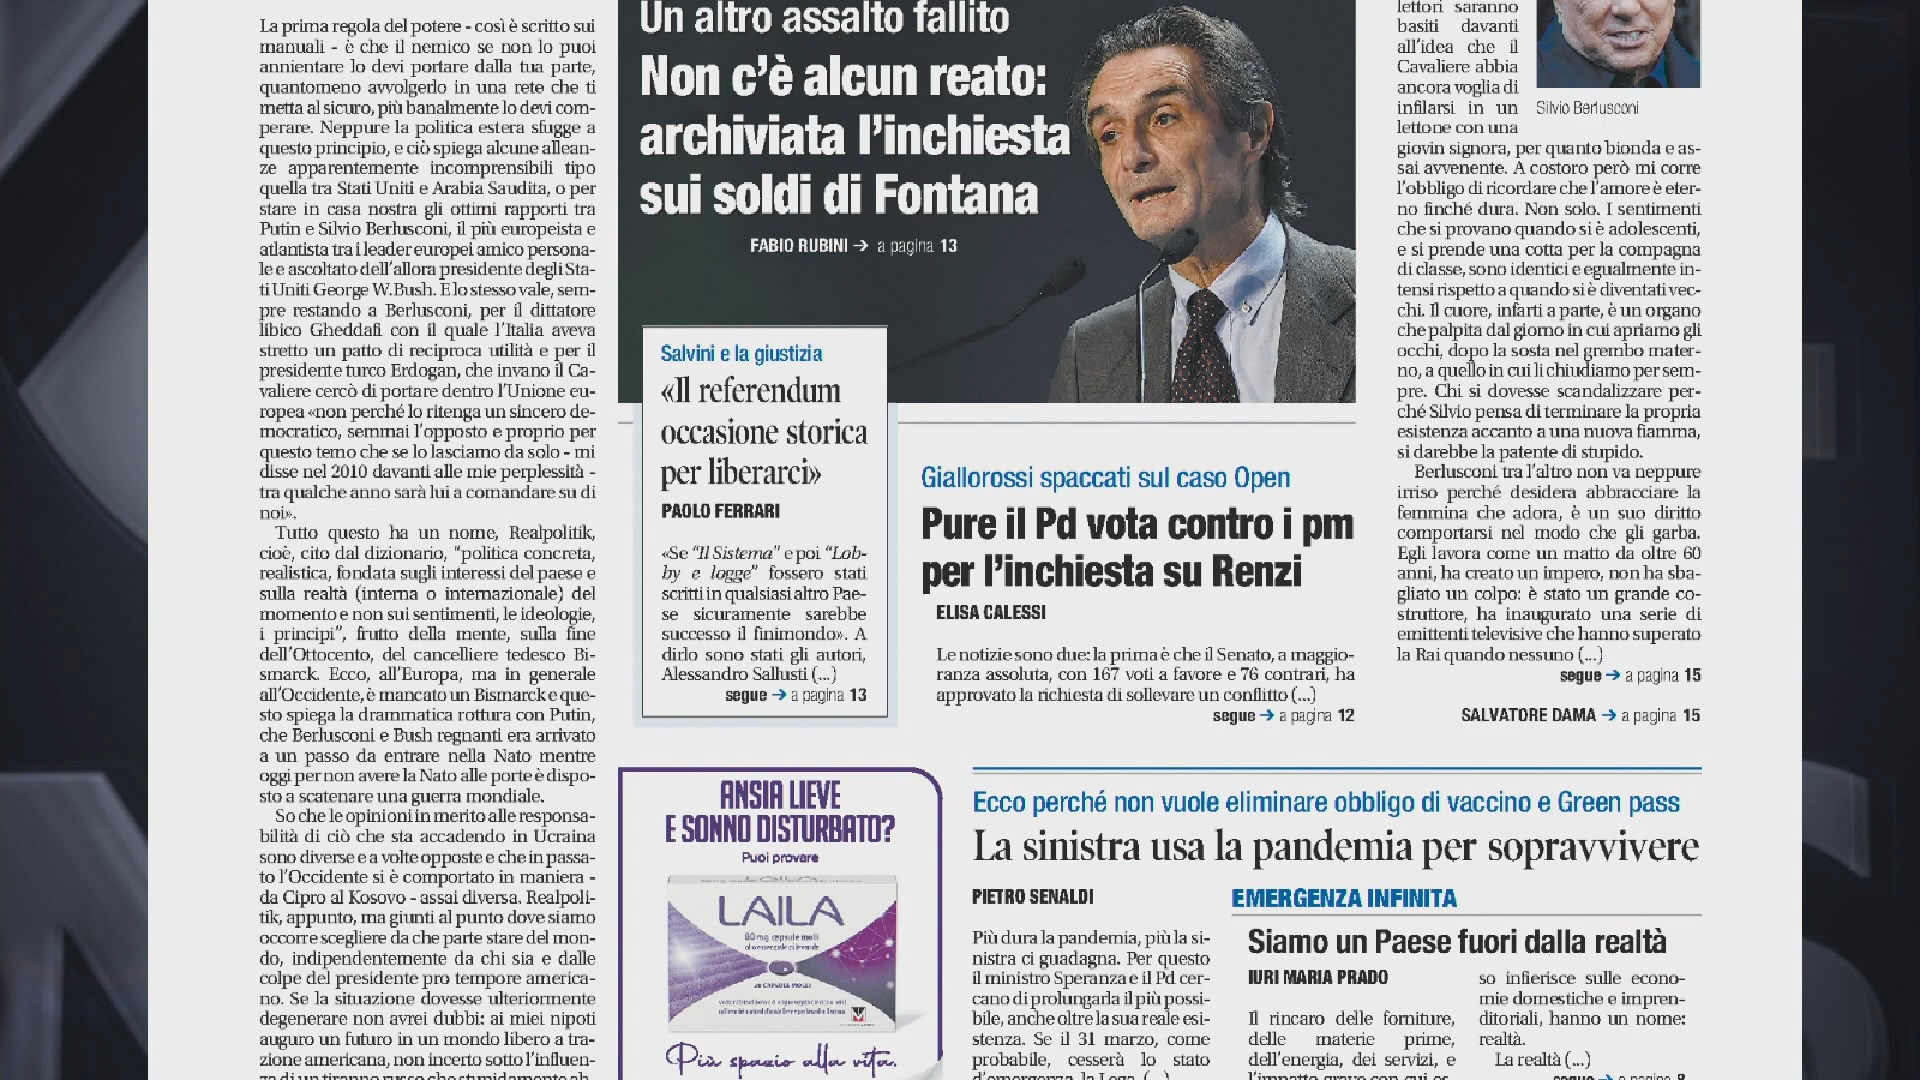 La prima regola del potere - così è scritto sui
manuali - è che il nemico se non lo puoi
annientare lo devi portare dalla tua parte,
quantomeno avvolgerlo in una rete che ti
metta al sicuro, più banalmente lo devi com-
perare. Neppure la politica estera sfugge a
questo principio, e ciò spiega alcune allean-
ze apparentemente incomprensibili tipo
quella tra Stati Uniti e Arabia Saudita, o per
stare in casa nostra gli ottimi rapporti tra
Putin e Silvio Berlusconi, il più europeista e
atlantista tra i leader europei amico persona-
le e ascoltato dell'allora presidente degli Sta-
ti Uniti George W.Bush. E lo stesso vale, sem-
pre restando a Berlusconi, per il dittatore
libico Gheddafi con il quale l'Italia aveva
stretto un patto di reciproca utilità e per il
presidente turco Erdogan, che invano il Ca-
valiere cercò di portare dentro l'Unione eu-
ropea «non perché lo ritenga un sincero de-
mocratico, semmai l'opposto e proprio per
questo temo che se lo lasciamo da solo - mi
disse nel 2010 davanti alle mie perplessità -
tra qualche anno sarà lui a comandare su di
noi».
Tutto questo ha un nome, Realpolitik,
cioè, cito dal dizionario, "politica concreta,
realistica, fondata sugli interessi del paese e
sulla realtà (interna o internazionale) del
momento e non sui sentimenti, le ideologie,
i principi", frutto della mente, sulla fine
dell'Ottocento, del cancelliere tedesco Bi-
smarck. Ecco, all'Europa, ma in generale
all'Occidente, è mancato un Bismarck e que-
sto spiega la drammatica rottura con Putin,
che Berlusconi e Bush regnanti era arrivato
a un passo da entrare nella Nato mentre
oggi per non avere la Nato alle porte è dispo-
sto a scatenare una guerra mondiale.
So che le opinioni in merito alle responsa-
bilità di ciò che sta accadendo in Ucraina
sono diverse e a volte opposte e che in passa-
to l'Occidente si è comportato in maniera -
da Cipro al Kosovo - assai diversa. Realpoli-
tik, appunto, ma giunti al punto dove siamo
occorre scegliere da che parte stare del mon-
do, indipendentemente da chi sia e dalle
colpe del presidente pro tempore america-
no. Se la situazione dovesse ulteriormente
degenerare non avrei dubbi: ai miei nipoti
auguro un futuro in un mondo libero a tra-
zione americana, non incerto sotto l'influen-
za di un tiranno russo che stupidamente ab-
Un altro assalto fallito
Non c'è alcun reato:
archiviata l'inchiesta
sui soldi di Fontana
FABIO RUBINI → a pagina 13
Salvini e la giustizia
«Il referendum
occasione storica
per liberarci»
PAOLO FERRARI
«Se "Il Sistema" e poi "Lob-
by e logge" fossero stati
scritti in qualsiasi altro Pae-
se sicuramente sarebbe
successo il finimondo». A
dirlo sono stati gli autori,
Alessandro Sallusti (...)
segue → a pagina 13
Giallorossi spaccati sul caso Open
Pure il Pd vota contro i pm
per l'inchiesta su Renzi
ELISA CALESSI
Le notizie sono due: la prima è che il Senato, a maggio-
ranza assoluta, con 167 voti a favore e 76 contrari, ha
approvato la richiesta di sollevare un conflitto (...)
segue → a pagina 12
lettori saranno
basiti davanti
all'idea che il
Cavaliere abbia
ancora voglia di
infilarsi in un
lettone con una
Silvio Berlusconi
giovin signora, per quanto bionda e as-
sai avvenente. A costoro però mi corre
l'obbligo di ricordare che l'amore è eter-
no finché dura. Non solo. I sentimenti
che si provano quando si è adolescenti,
e si prende una cotta per la compagna
di classe, sono identici e egualmente in-
tensi rispetto a quando si è diventati vec-
chi. Il cuore, infarti a parte, è un organo
che palpita dal giorno in cui apriamo gli
occhi, dopo la sosta nel grembo mater-
no, a quello in cui li chiudiamo per sem-
pre. Chi si dovesse scandalizzare per-
ché Silvio pensa di terminare la propria
esistenza accanto a una nuova fiamma,
si darebbe la patente di stupido.
Berlusconi tra l'altro non va neppure
irriso perché desidera abbracciare la
femmina che adora, è un suo diritto
comportarsi nel modo che gli garba.
Egli lavora come un matto da oltre 60
anni, ha creato un impero, non ha sba-
gliato un colpo: è stato un grande co-
struttore, ha inaugurato una serie di
emittenti televisive che hanno superato
la Rai quando nessuno (...)
segue → a pagina 15
SALVATORE DAMA → a pagina 15
ANSIA LIEVE
E SONNO DISTURBATO?
Puoi provare
LAILA
80 mg capsule molli
olio essenziale di lavanda
28 CAPSULE MOLLI
Più spazio alla vita.
Ecco perché non vuole eliminare obbligo di vaccino e Green pass
La sinistra usa la pandemia per sopravvivere
PIETRO SENALDI
Più dura la pandemia, più la si-
nistra ci guadagna. Per questo
il ministro Speranza e il Pd cer-
cano di prolungarla il più possi-
bile, anche oltre la sua reale esi-
stenza. Se il 31 marzo, come
probabile, cesserà lo stato
d'emergenza, la Lega (...)
EMERGENZA INFINITA
Siamo un Paese fuori dalla realtà
IURI MARIA PRADO
Il rincaro delle forniture,
delle materie prime,
dell'energia, dei servizi, e
l'impatto grave con cui es-
so infierisce sulle econo-
mie domestiche e impren-
ditoriali, hanno un nome:
realtà.
La realtà (...)
segue → a pagina 8